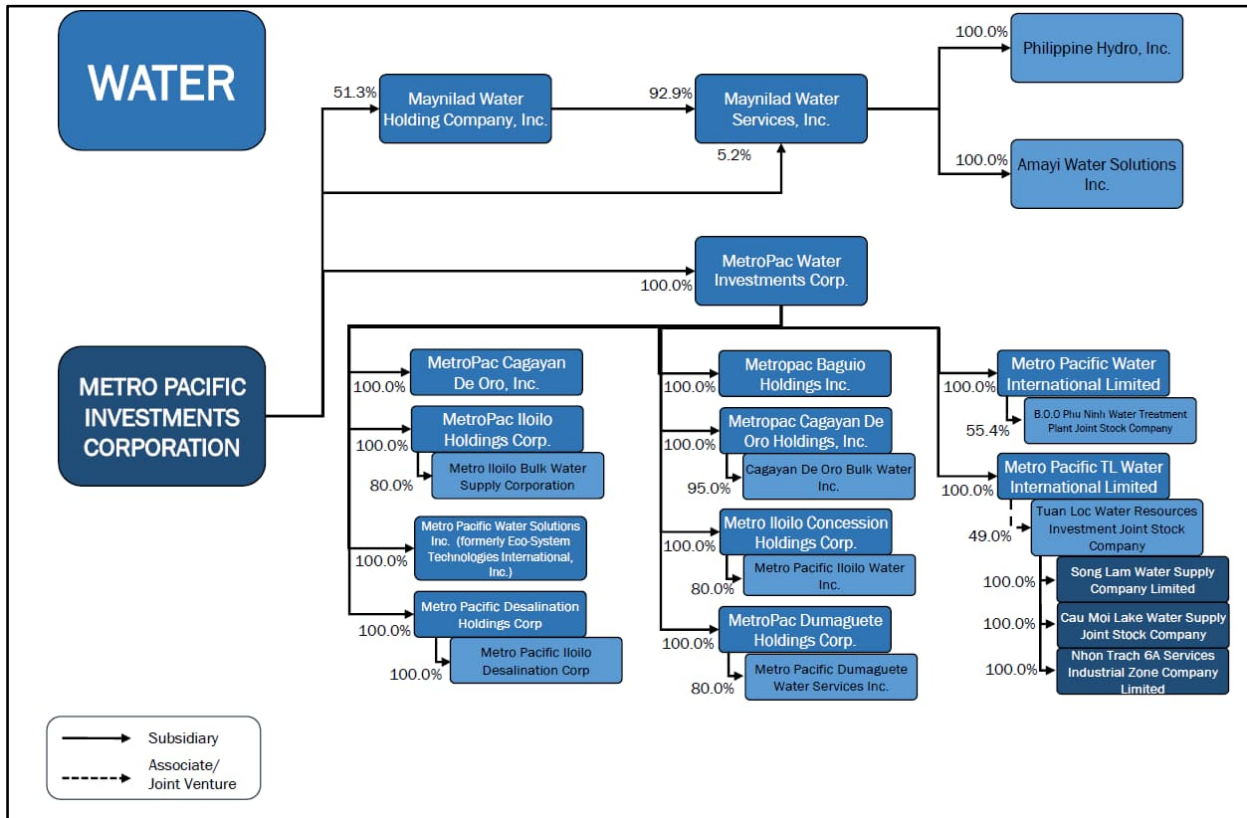 WATER
51.3%
Maynilad Water
Holding Company, Inc.
92.9%
Maynilad Water
Services, Inc.
5.2%
100.0%
Philippine Hydro, Inc.
100.0%
Amayi Water Solutions
Inc.
METRO PACIFIC
INVESTMENTS
CORPORATION
100.0%
MetroPac Water
Investments Corp.
100.0%
MetroPac Cagayan
De Oro, Inc.
100.0%
MetroPac Iloilo
Holdings Corp.
80.0%
Metro Iloilo Bulk Water
Supply Corporation
100.0%
Metro Pacific Water Solutions
Inc. (formerly Eco-System
Technologies International,
Inc.)
100.0%
Metro Pacific Desalination
Holdings Corp
100.0%
Metro Pacific Iloilo
Desalination Corp
100.0%
Metropac Baguio
Holdings Inc.
100.0%
Metropac Cagayan De
Oro Holdings, Inc.
95.0%
Cagayan De Oro Bulk Water
Inc.
100.0%
Metro Iloilo Concession
Holdings Corp.
80.0%
Metro Pacific Iloilo Water
Inc.
100.0%
MetroPac Dumaguete
Holdings Corp.
80.0%
Metro Pacific Dumaguete
Water Services Inc.
100.0%
Metro Pacific Water
International Limited
55.4%
B.O.O Phu Ninh Water Treatment
Plant Joint Stock Company
100.0%
Metro Pacific TL Water
International Limited
49.0%
Tuan Loc Water Resources
Investment Joint Stock
Company
100.0%
Song Lam Water Supply
Company Limited
100.0%
Cau Moi Lake Water Supply
Joint Stock Company
100.0%
Nhon Trach 6A Services
Industrial Zone Company
Limited
Subsidiary
Associate/
Joint Venture